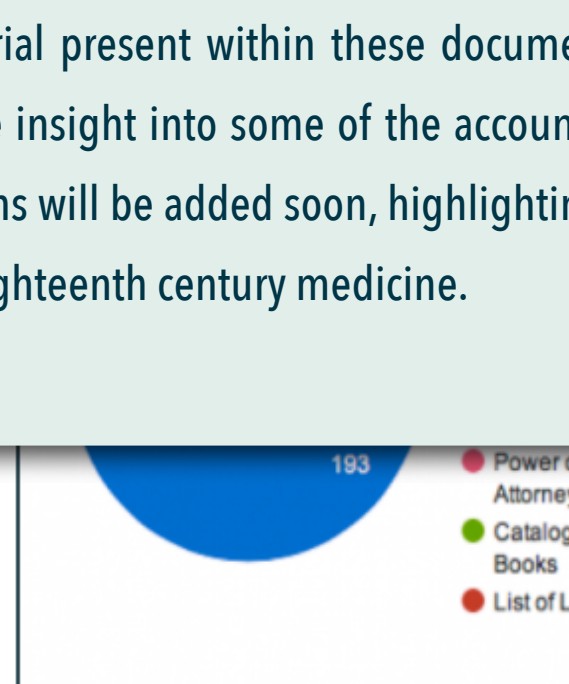 rial present within these docume
insight into some of the accoun
ns will be added soon, highlightin
ghteenth century medicine.
193
Power
Attorney
Catalog
Books
List of L